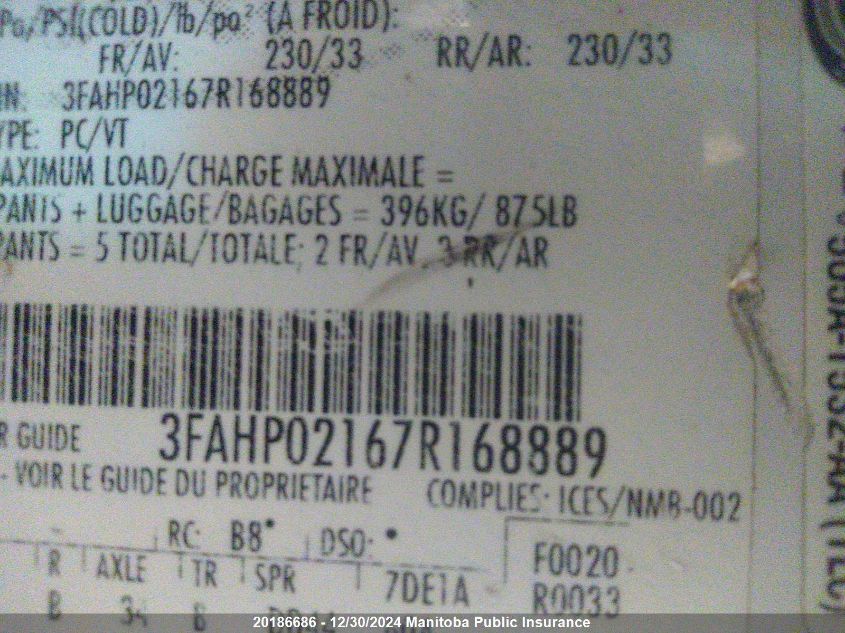 PSI(COLD)/lb/po² (A FROID):
FR/AV: 230/33 RR/AR: 230/33
IN: 3FAHP02167R168889
YPE: PC/VT
AXIMUM LOAD/CHARGE MAXIMALE =
PANTS + LUGGAGE/BAGAGES = 396KG/ 875LB
PANTS = 5 TOTAL/TOTALE; 2 FR/AV, 3 RR/AR
3FAHP02167R168889
R GUIDE
- VOIR LE GUIDE DU PROPRIETAIRE COMPLIES: ICES/NMB-002
RC: B8• DSO: •
R AXLE TR SPR 7DE1A F0020
B 34 6 R0033
20186686 - 12/30/2024 Manitoba Public Insurance